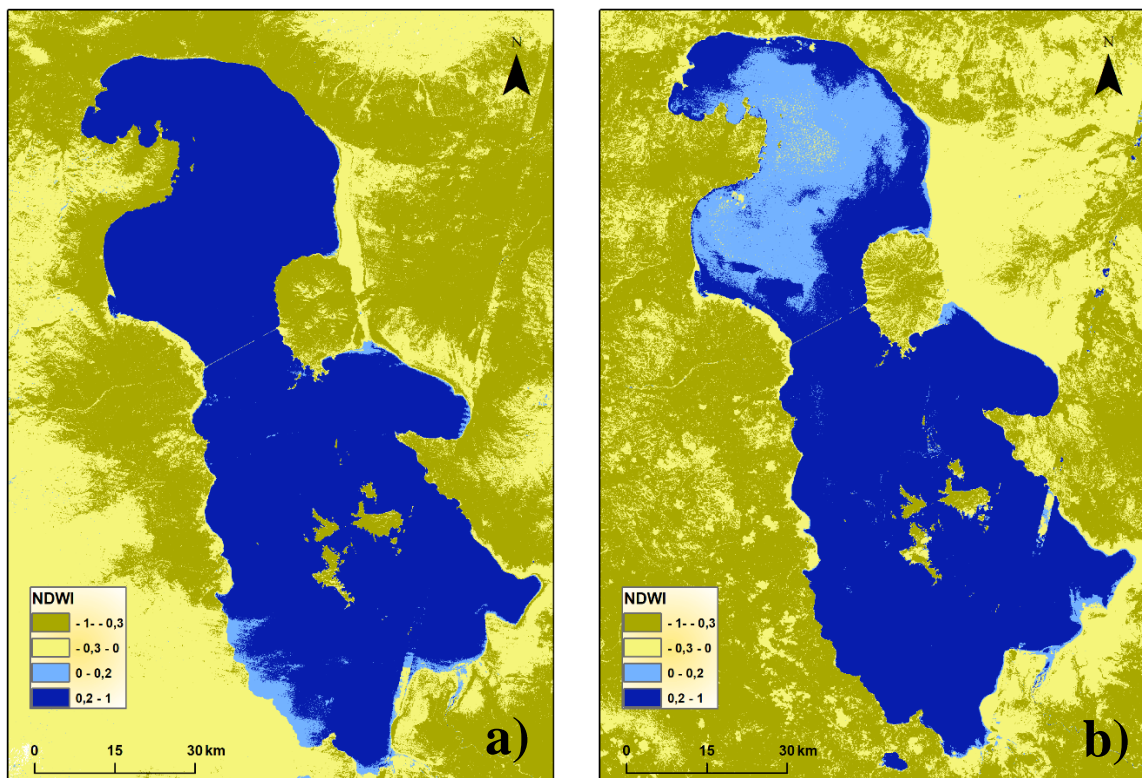 N
NDWI
- 1- - 0,3
- 0,3 - 0
0 - 0,2
0,2 - 1
0 15 30 km
a)
N
NDWI
- 1- - 0,3
- 0,3 - 0
0 - 0,2
0,2 - 1
0 15 30 km
b)